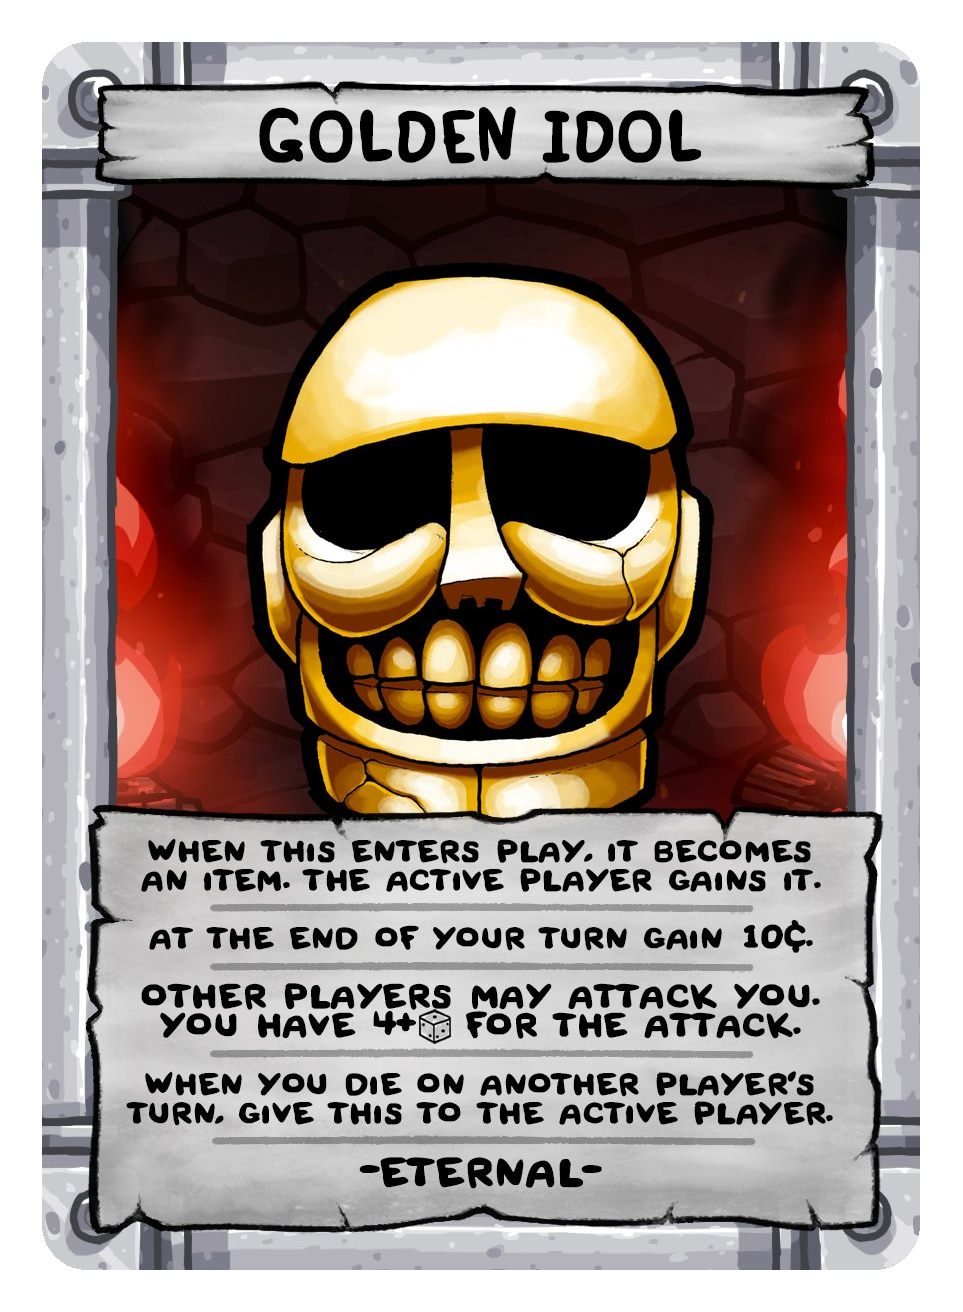 GOLDEN IDOL
WHEN THIS ENTERS PLAY, IT BECOMES
AN ITEM. THE ACTIVE PLAYER GAINS IT.
AT THE END OF YOUR TURN GAIN 10¢.
OTHER PLAYERS MAY ATTACK YOU.
YOU HAVE 4+🎲 FOR THE ATTACK.
WHEN YOU DIE ON ANOTHER PLAYER'S
TURN, GIVE THIS TO THE ACTIVE PLAYER.
-ETERNAL-